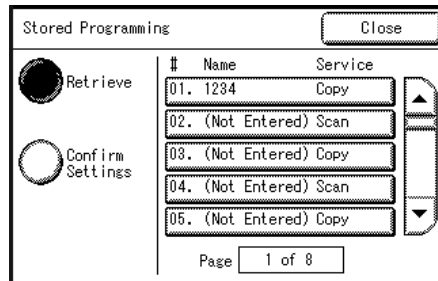 Stored Programming
Close
Retrieve
Confirm
Settings
# Name Service
01. 1234 Copy
02. (Not Entered) Scan
03. (Not Entered) Copy
04. (Not Entered) Scan
05. (Not Entered) Copy
Page 1 of 8